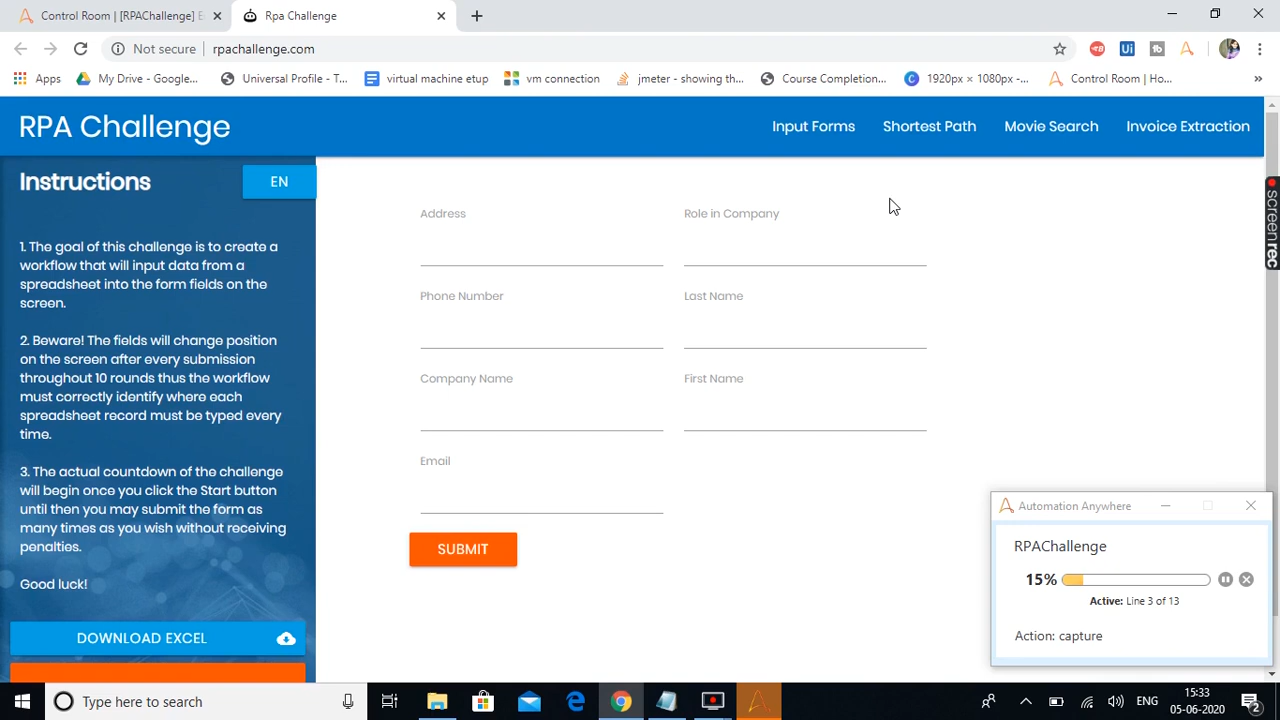 Control Room | [RPAChallenge] E
Rpa Challenge
Not secure | rpachallenge.com
Apps
My Drive - Google...
Universal Profile - T...
virtual machine etup
vm connection
jmeter - showing th...
Course Completion...
1920px × 1080px -...
Control Room | Ho...
»
RPA Challenge
Input Forms
Shortest Path
Movie Search
Invoice Extraction
Instructions
EN
1. The goal of this challenge is to create a
workflow that will input data from a
spreadsheet into the form fields on the
screen.
2. Beware! The fields will change position
on the screen after every submission
throughout 10 rounds thus the workflow
must correctly identify where each
spreadsheet record must be typed every
time.
3. The actual countdown of the challenge
will begin once you click the Start button
until then you may submit the form as
many times as you wish without receiving
penalties.
Good luck!
DOWNLOAD EXCEL
Address
Role in Company
Phone Number
Last Name
Company Name
First Name
Email
SUBMIT
Screenrec
Automation Anywhere
RPAChallenge
15%
Active: Line 3 of 13
Action: capture
Type here to search
ENG
15:33
05-06-2020
2